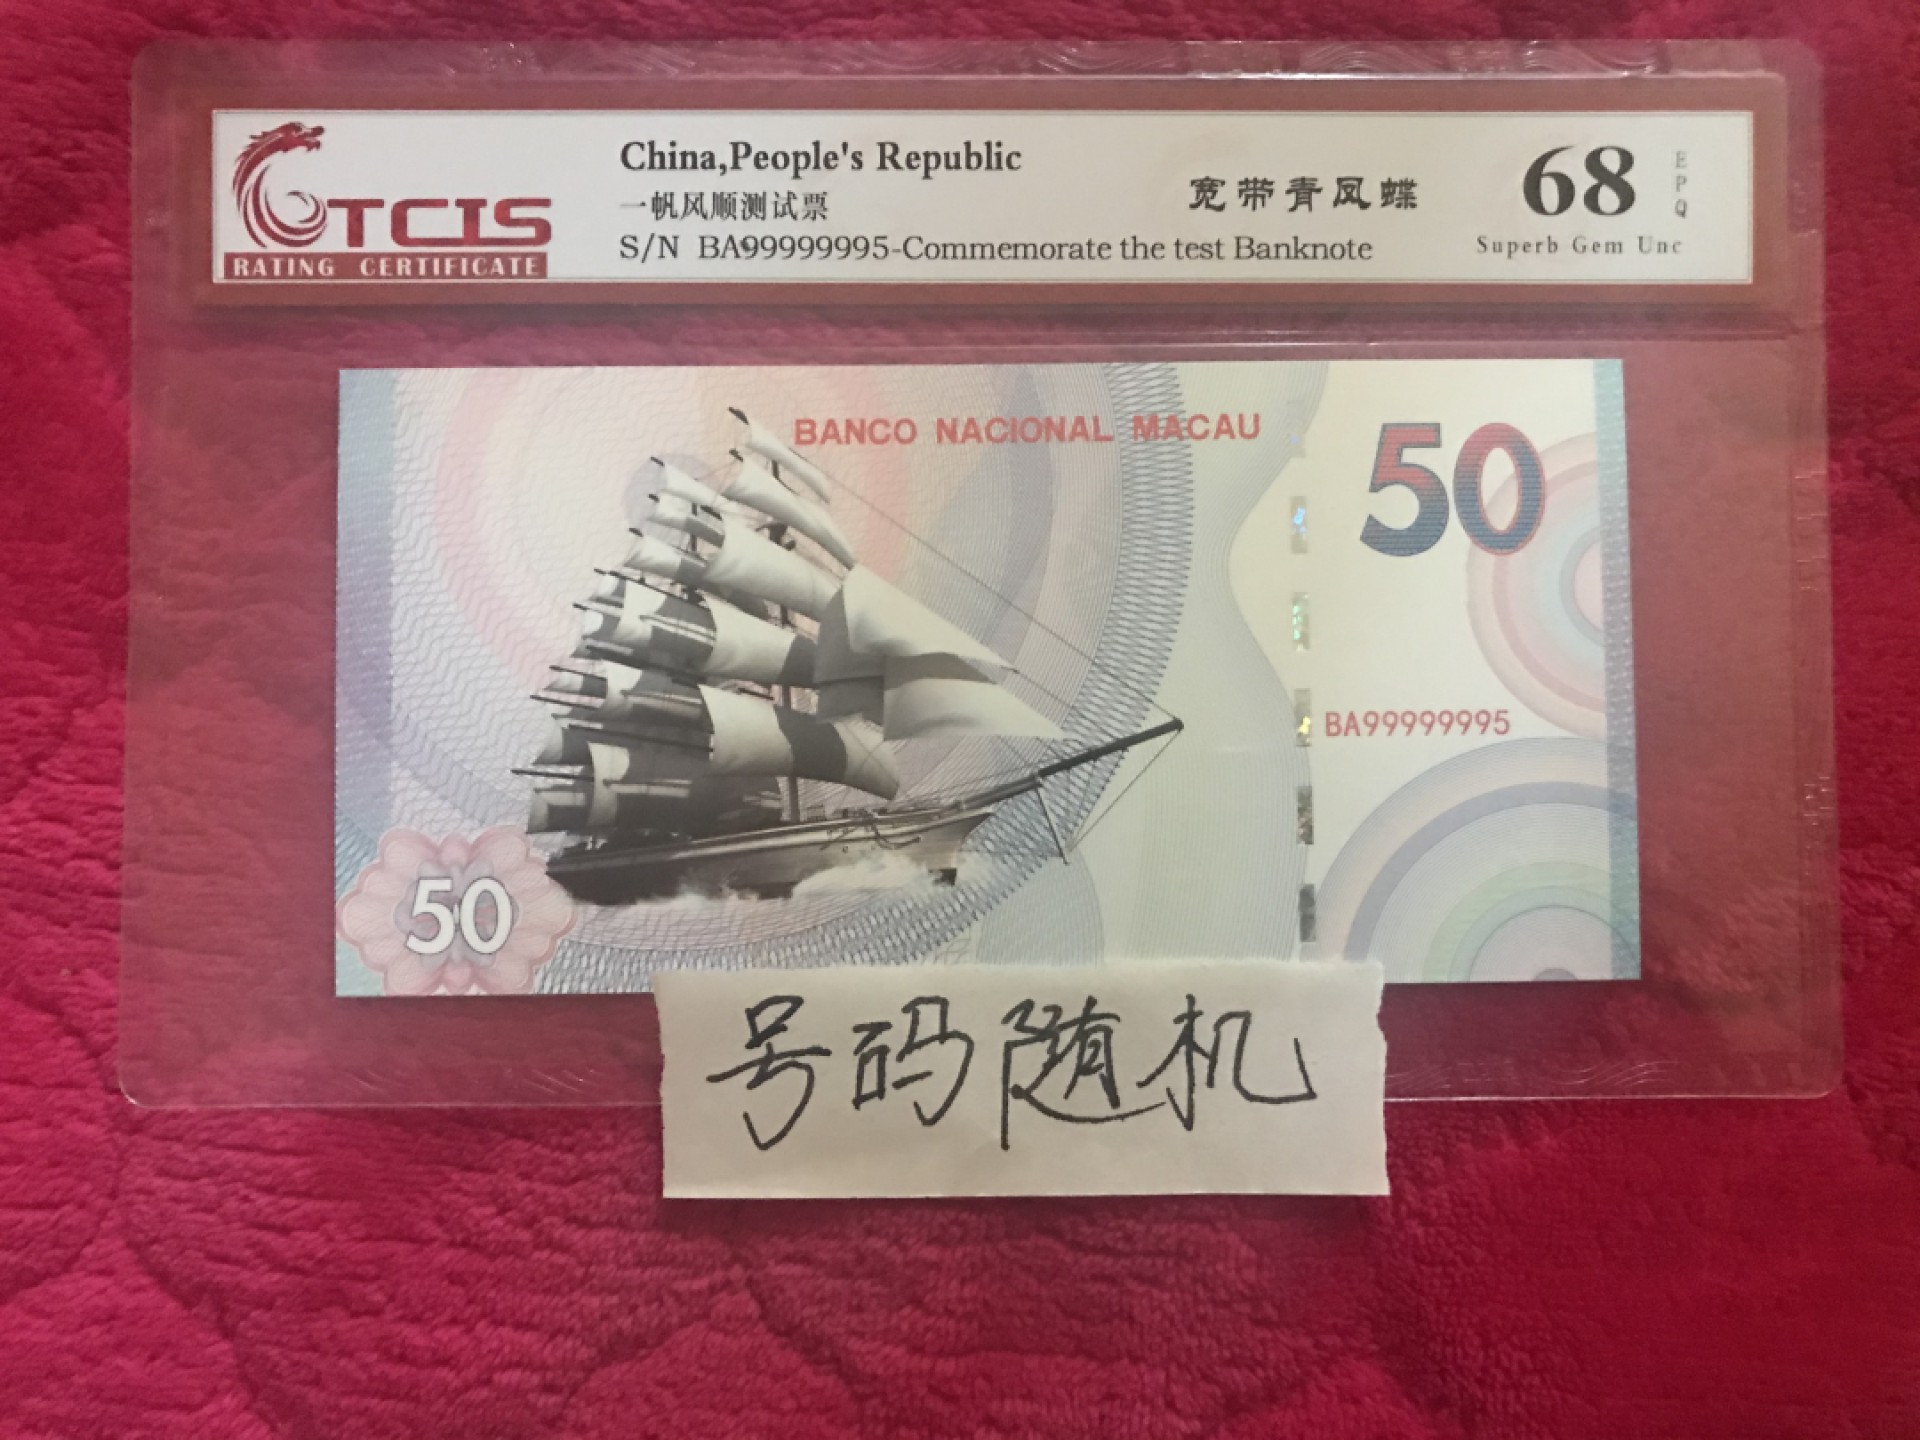 TCIS
RATING CERTIFICATE
China,People's Republic
一帆风顺测试票
S/N BA99999995-Commemorate the test Banknote
宽带青凤蝶
68
EPQ
Superb Gem Unc
BANCO NACIONAL MACAU
50
BA99999995
50
号码随机